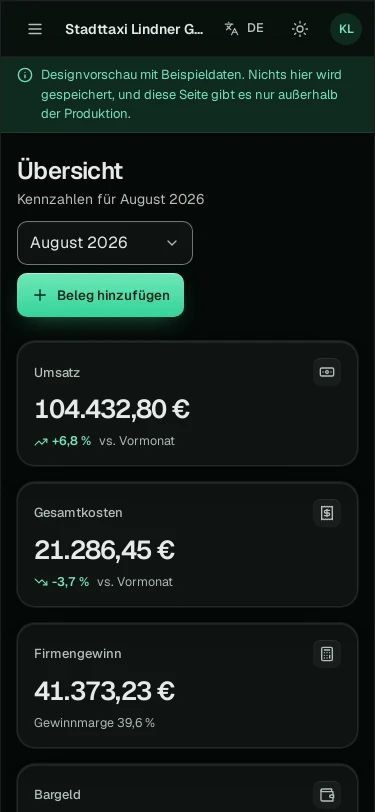 Stadttaxi Lindner G... DE KL
Designvorschau mit Beispieldaten. Nichts hier wird
gespeichert, und diese Seite gibt es nur außerhalb
der Produktion.
Übersicht
Kennzahlen für August 2026
August 2026
Beleg hinzufügen
Umsatz
104.432,80 €
+6,8 % vs. Vormonat
Gesamtkosten
21.286,45 €
-3,7 % vs. Vormonat
Firmengewinn
41.373,23 €
Gewinnmarge 39,6 %
Bargeld